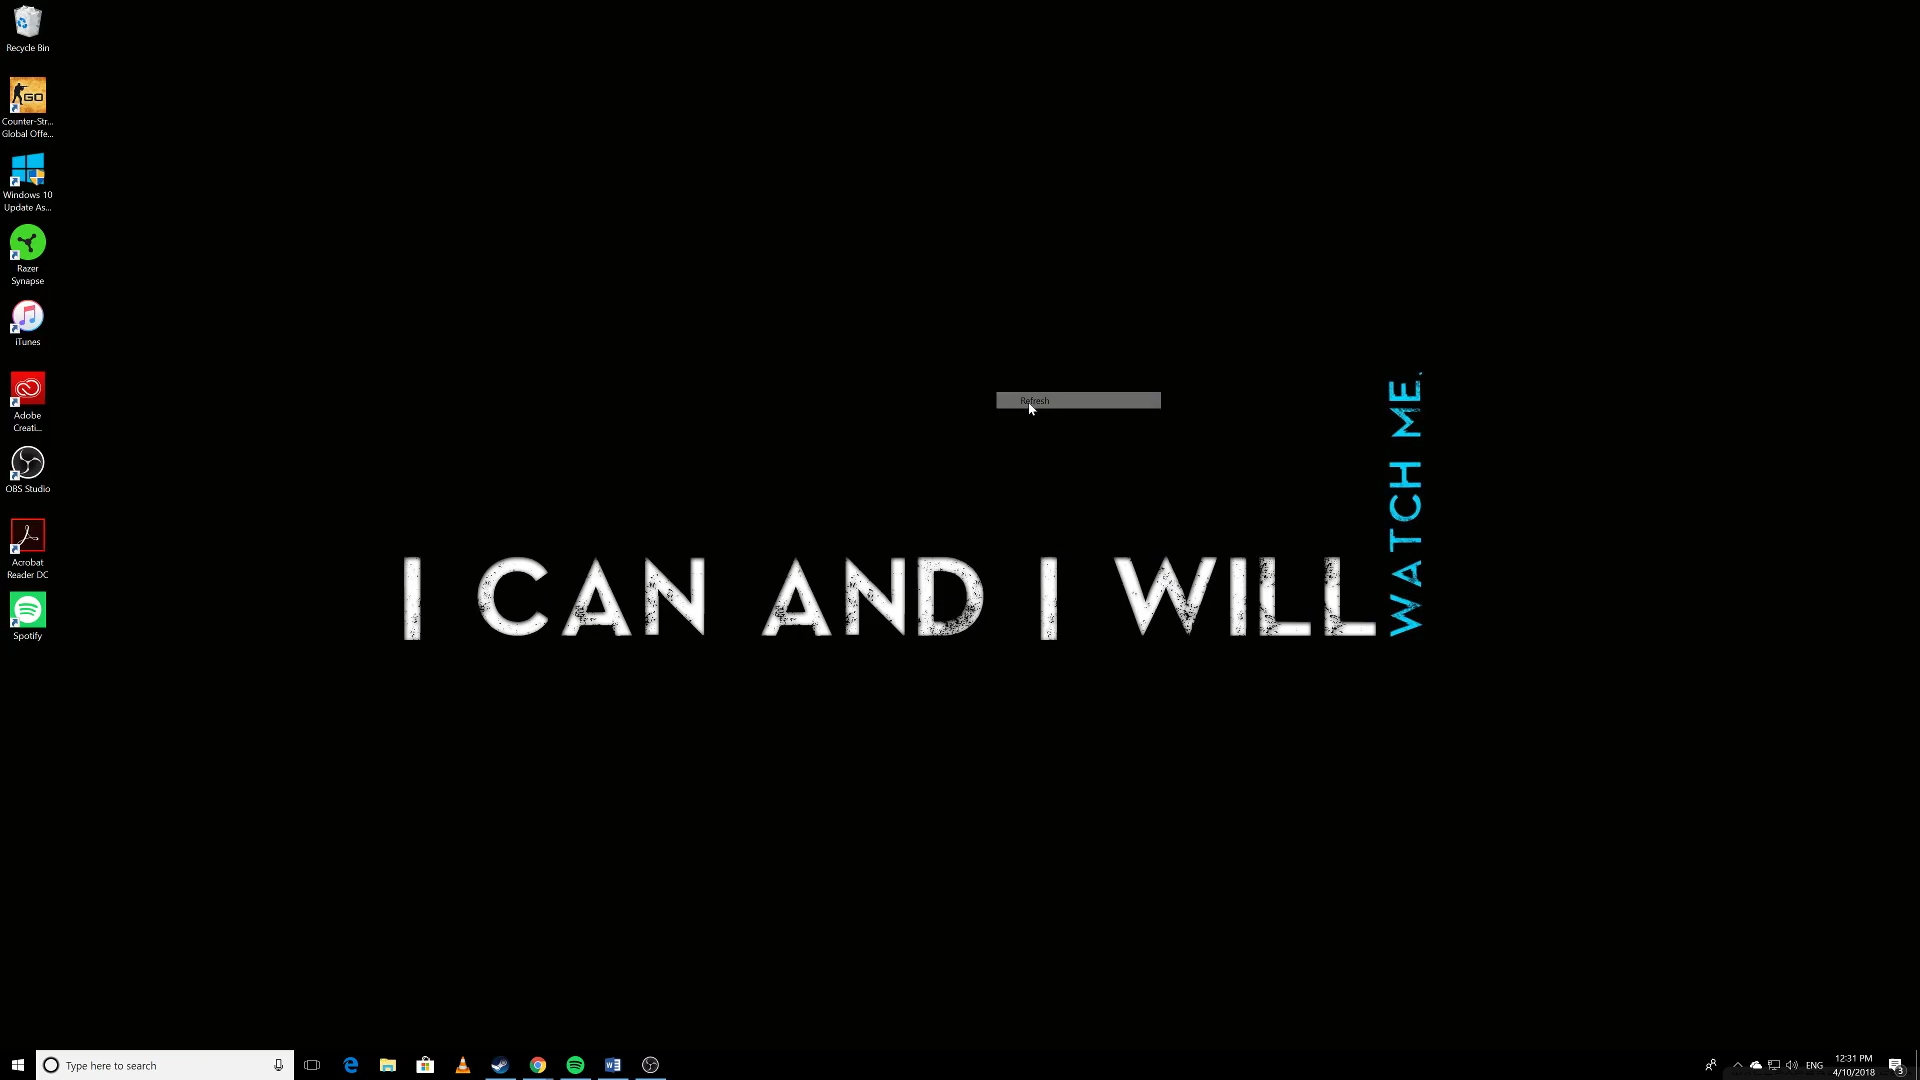 Recycle Bin
GO
Counter-Str...
Global Offe...
Windows 10
Update As...
Razer
Synapse
iTunes
Adobe
Creati...
OBS Studio
Acrobat
Reader DC
Spotify
Refresh
I CAN AND I WILL
WATCH ME.
Type here to search
ENG
12:31 PM
4/10/2018
3